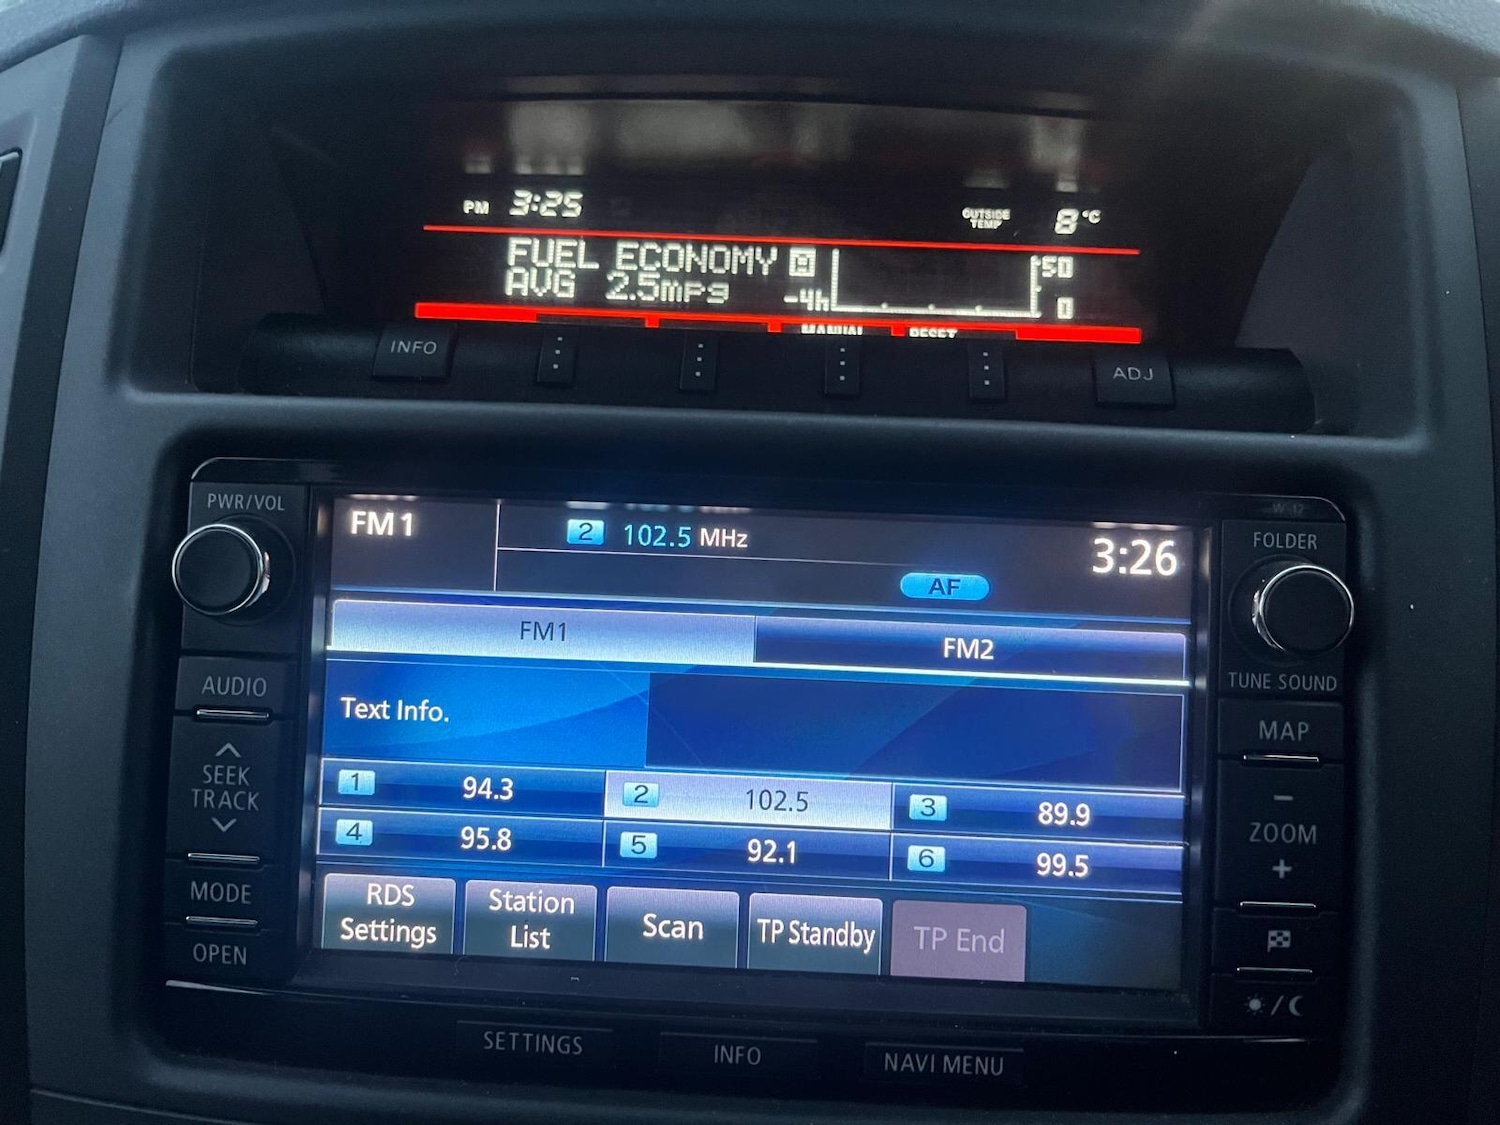 PM 3:25 OUTSIDE TEMP 8°C
FUEL ECONOMY M 50
AVG 2.5mpg -4h 0
MANUAL RESET
INFO ADJ
PWR/VOL
FM1 2 102.5 MHz 3:26
AF
FOLDER
FM1 FM2
TUNE SOUND
AUDIO
Text Info.
MAP
SEEK
TRACK
1 94.3 2 102.5 3 89.9
4 95.8 5 92.1 6 99.5
−
ZOOM
+
MODE
OPEN
RDS Settings
Station List
Scan
TP Standby
TP End
SETTINGS INFO NAVI MENU